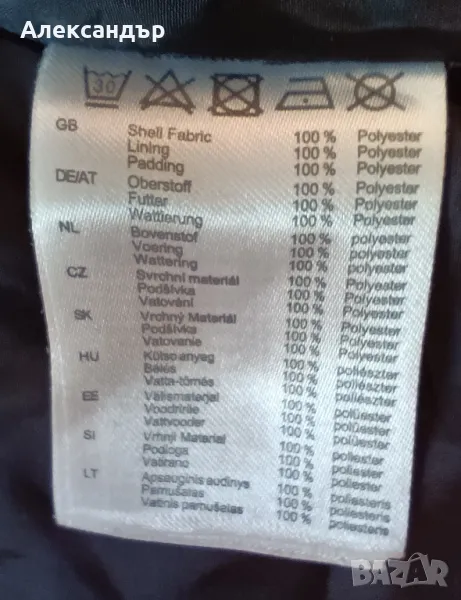 Александър
30
GB Shell Fabric 100 % Polyester
Lining 100 % Polyester
Padding 100 % Polyester
DE/AT Oberstoff 100 % Polyester
Futter 100 % Polyester
Wattierung 100 % Polyester
NL Bovenstof 100 % polyester
Voering 100 % polyester
Wattering 100 % polyester
CZ Svrchní materiál 100 % Polyester
Podšívka 100 % Polyester
Vatování 100 % Polyester
SK Vrchný Materiál 100 % Polyester
Podšívka 100 % Polyester
Vatovanie 100 % Polyester
HU Külsö anyag 100 % poliészter
Bélés 100 % poliészter
Vatta-tömés 100 % poliészter
EE Välismaterjal 100 % polüester
Voodriide 100 % polüester
Vattvooder 100 % polüester
SI Vrhnji Material 100 % poliester
Podloga 100 % poliester
Vatirano 100 % poliester
LT Apsauginis audinys 100 % poliesteris
Pamušalas 100 % poliesteris
Vatinis pamušalas 100 % poliesteris
BAZAR